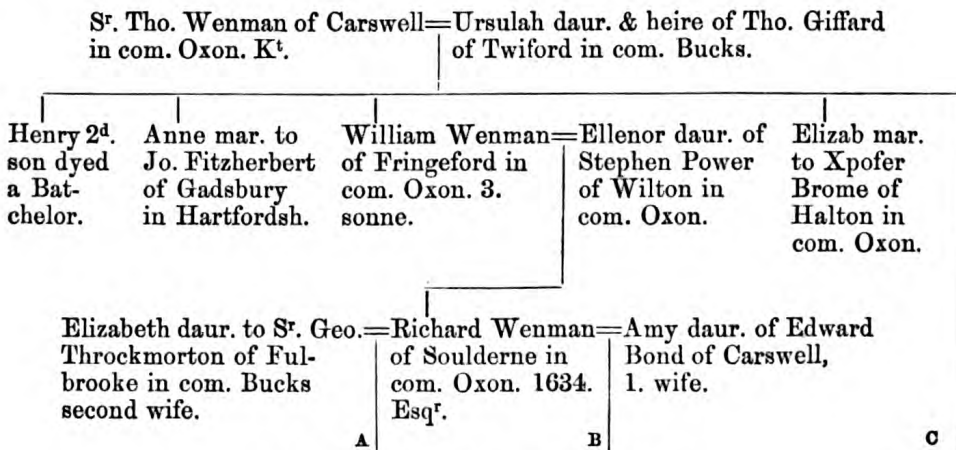 Sʳ. Tho. Wenman of Carswell=Ursulah daur. & heire of Tho. Giffard
in com. Oxon. Kᵗ. of Twiford in com. Bucks.
Henry 2ᵈ.
son dyed
a Bat-
chelor.
Anne mar. to
Jo. Fitzherbert
of Gadsbury
in Hartfordsh.
William Wenman=
of Fringeford in
com. Oxon. 3.
sonne.
Ellenor daur. of
Stephen Power
of Wilton in
com. Oxon.
Elizab mar.
to Xpofer
Brome of
Halton in
com. Oxon.
Elizabeth daur. to Sʳ. Geo.=
Throckmorton of Ful-
brooke in com. Bucks
second wife.
Richard Wenman=
of Soulderne in
com. Oxon. 1634.
Esqʳ.
Amy daur. of Edward
Bond of Carswell,
1. wife.
A B C